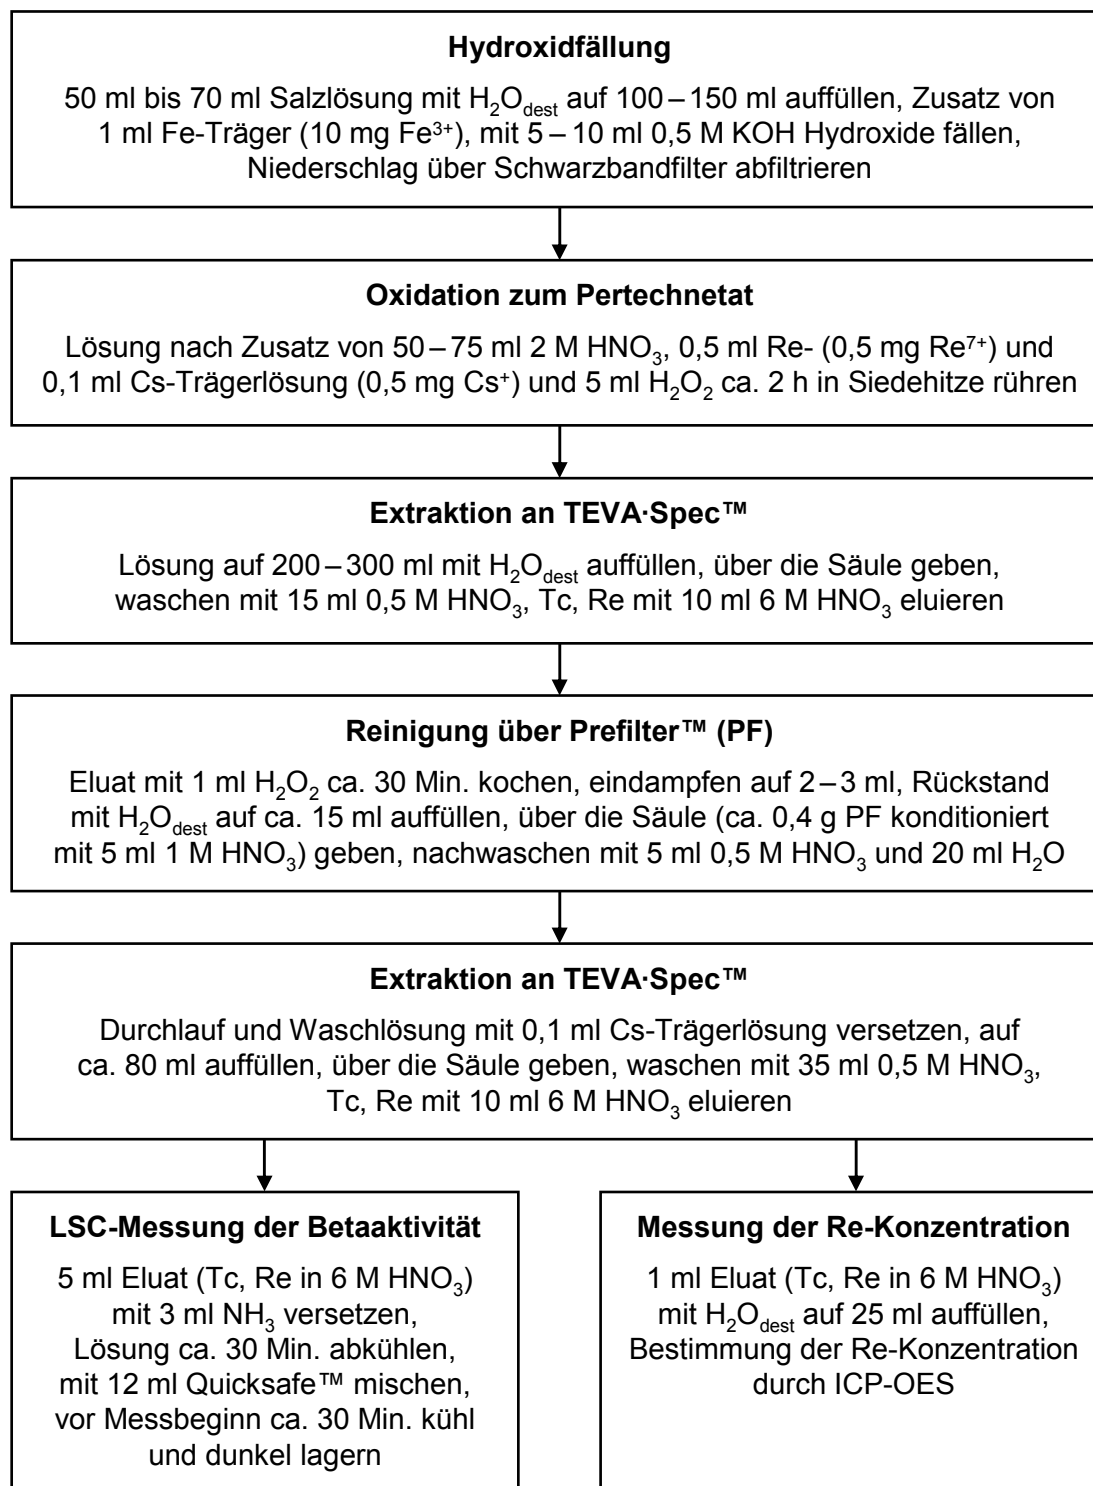 Hydroxidfällung
50 ml bis 70 ml Salzlösung mit H₂O_dest auf 100 – 150 ml auffüllen, Zusatz von
1 ml Fe-Träger (10 mg Fe³⁺), mit 5 – 10 ml 0,5 M KOH Hydroxide fällen,
Niederschlag über Schwarzbandfilter abfiltrieren
Oxidation zum Pertechnetat
Lösung nach Zusatz von 50 – 75 ml 2 M HNO₃, 0,5 ml Re- (0,5 mg Re⁷⁺) und
0,1 ml Cs-Trägerlösung (0,5 mg Cs⁺) und 5 ml H₂O₂ ca. 2 h in Siedehitze rühren
Extraktion an TEVA·Spec™
Lösung auf 200 – 300 ml mit H₂O_dest auffüllen, über die Säule geben,
waschen mit 15 ml 0,5 M HNO₃, Tc, Re mit 10 ml 6 M HNO₃ eluieren
Reinigung über Prefilter™ (PF)
Eluat mit 1 ml H₂O₂ ca. 30 Min. kochen, eindampfen auf 2 – 3 ml, Rückstand
mit H₂O_dest auf ca. 15 ml auffüllen, über die Säule (ca. 0,4 g PF konditioniert
mit 5 ml 1 M HNO₃) geben, nachwaschen mit 5 ml 0,5 M HNO₃ und 20 ml H₂O
Extraktion an TEVA·Spec™
Durchlauf und Waschlösung mit 0,1 ml Cs-Trägerlösung versetzen, auf
ca. 80 ml auffüllen, über die Säule geben, waschen mit 35 ml 0,5 M HNO₃,
Tc, Re mit 10 ml 6 M HNO₃ eluieren
LSC-Messung der Betaaktivität
5 ml Eluat (Tc, Re in 6 M HNO₃)
mit 3 ml NH₃ versetzen,
Lösung ca. 30 Min. abkühlen,
mit 12 ml Quicksafe™ mischen,
vor Messbeginn ca. 30 Min. kühl
und dunkel lagern
Messung der Re-Konzentration
1 ml Eluat (Tc, Re in 6 M HNO₃)
mit H₂O_dest auf 25 ml auffüllen,
Bestimmung der Re-Konzentration
durch ICP-OES